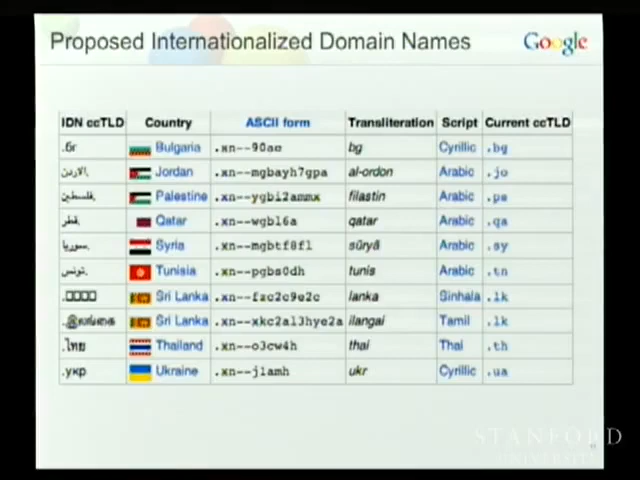 Proposed Internationalized Domain Names Google
IDN ccTLD Country ASCII form Transliteration Script Current ccTLD
.бг Bulgaria .xn--90ae bg Cyrillic .bg
الاردن. Jordan .xn--mgbayh7gpa al-ordon Arabic .jo
فلسطين. Palestine .xn--ygbi2ammx filastin Arabic .ps
قطر. Qatar .xn--wgbl6a qatar Arabic .qa
سوريا. Syria .xn--mgbtf8fl sūryā Arabic .sy
تونس. Tunisia .xn--pgbs0dh tunis Arabic .tn
.□□□□ Sri Lanka .xn--fzc2c9e2c lanka Sinhala .lk
.இலங்கை Sri Lanka .xn--xkc2al3hye2a ilangai Tamil .lk
.ไทย Thailand .xn--o3cw4h thai Thai .th
.укр Ukraine .xn--j1amh ukr Cyrillic .ua
STANFORD
UNIVERSITY